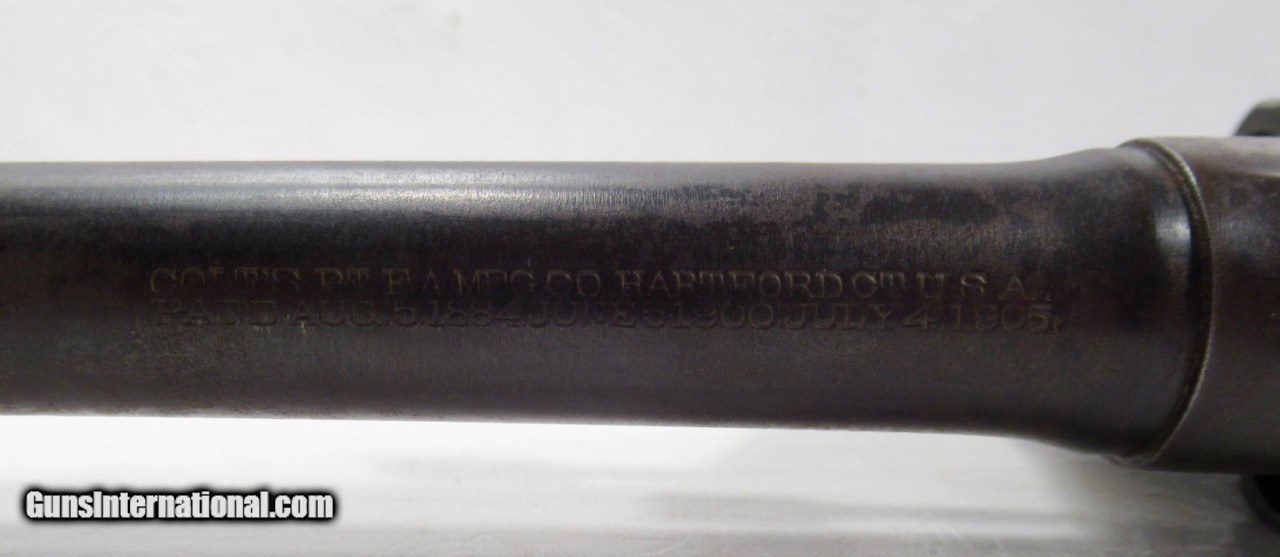 COLT'S PT. F.A. MFG. CO. HARTFORD CT. U.S.A.
PAT'D AUG. 5, 1884, JUNE 5, 1900, JULY 4, 1905,
GunsInternational.com